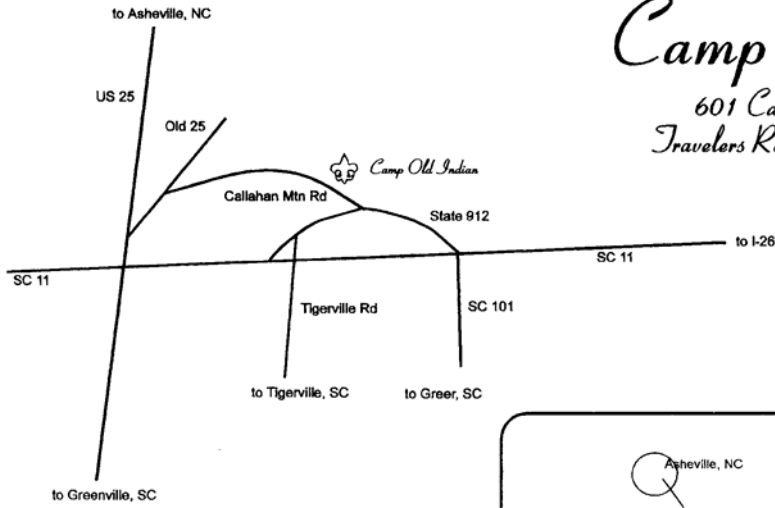 to Asheville, NC
Camp
US 25
601 Ca
Old 25
Travelers R
Camp Old Indian
Callahan Mtn Rd
State 912
to I-26
SC 11
SC 11
Tigerville Rd
SC 101
to Tigerville, SC
to Greer, SC
Asheville, NC
to Greenville, SC